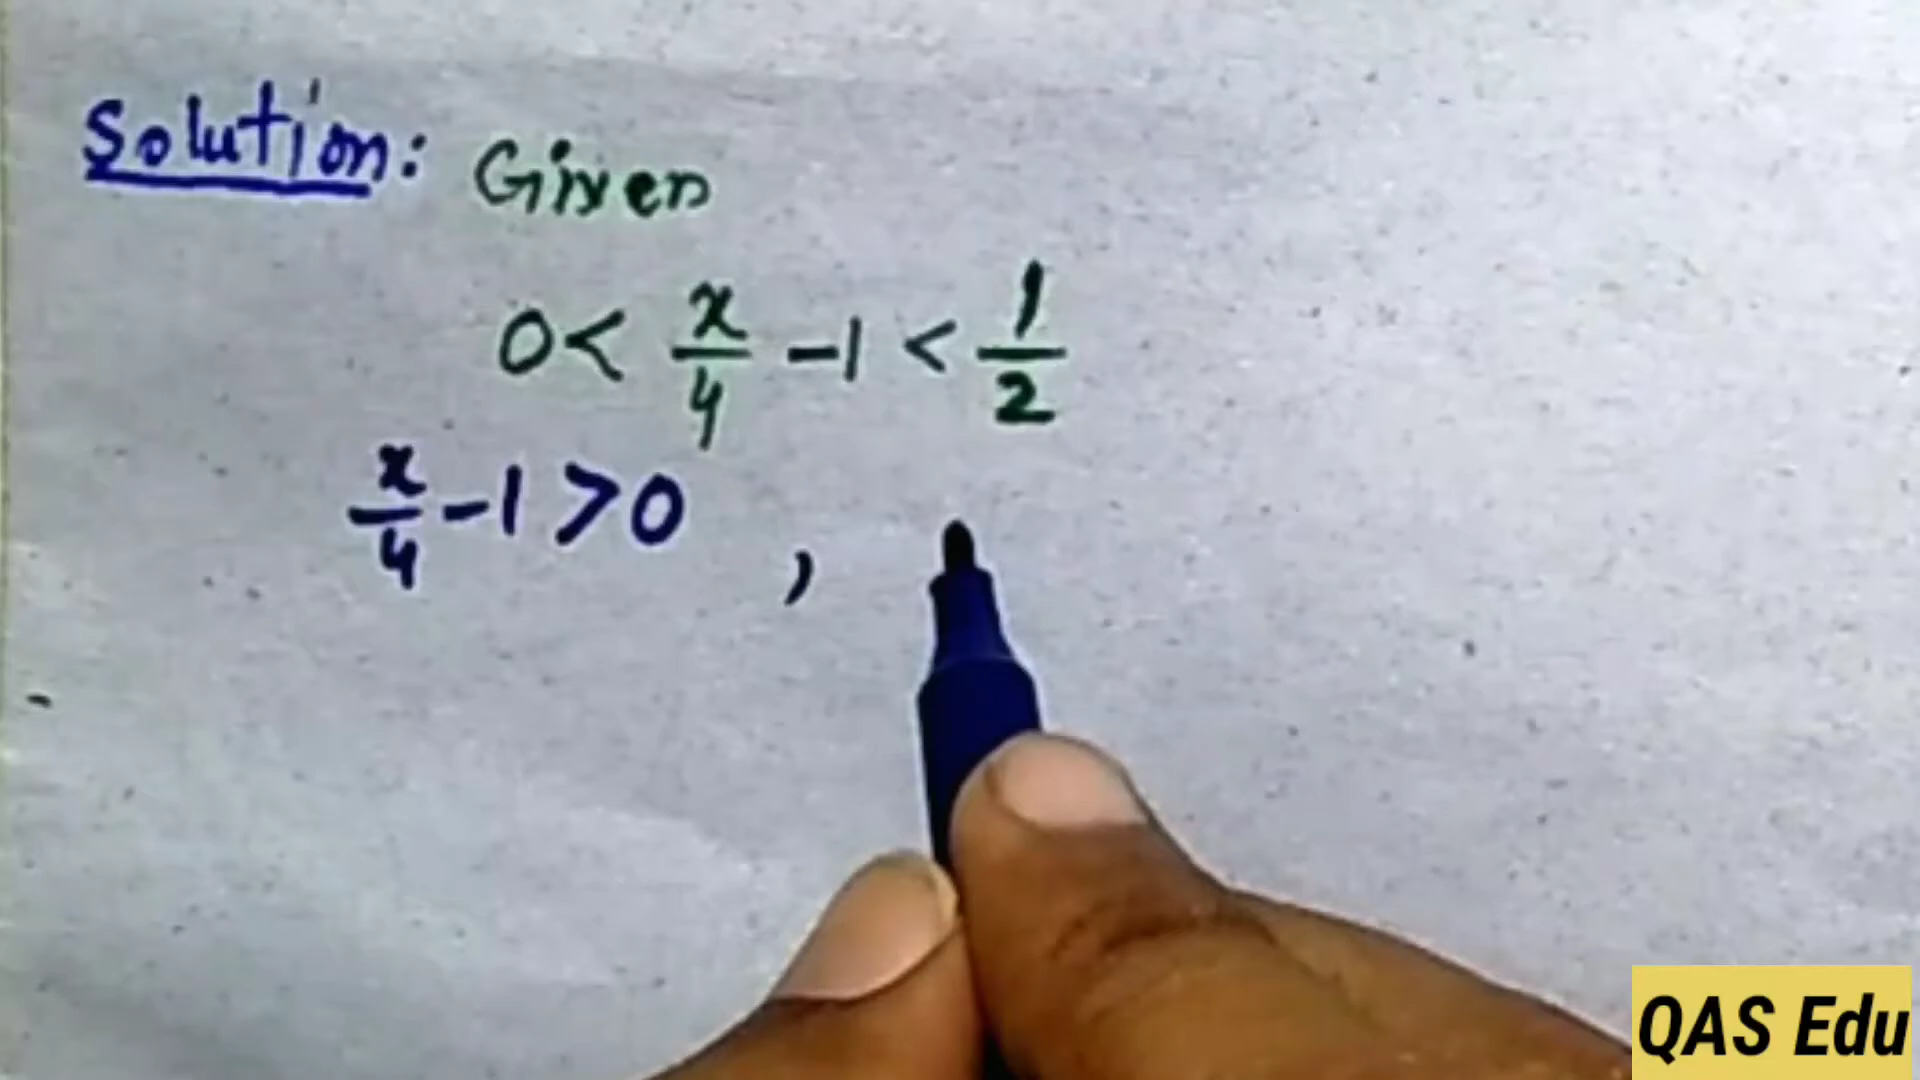 Solution: Given
0 < x/4 - 1 < 1/2
x/4 - 1 > 0 ,
QAS Edu